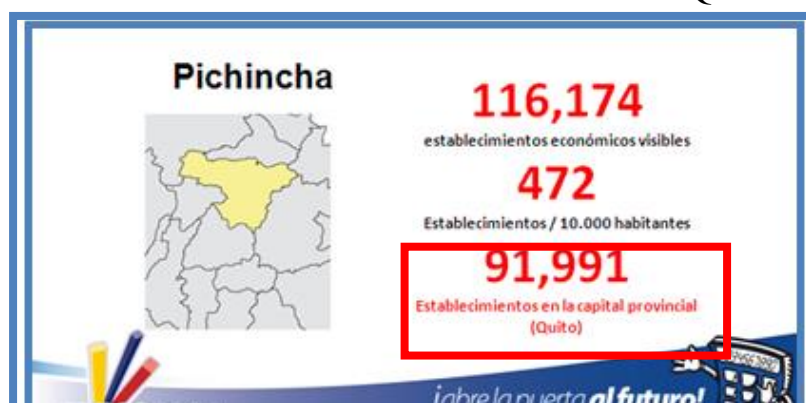 Pichincha
116,174
establecimientos económicos visibles
472
Establecimientos / 10.000 habitantes
91,991
Establecimientos en la capital provincial
(Quito)
¡abre la puerta al futuro!